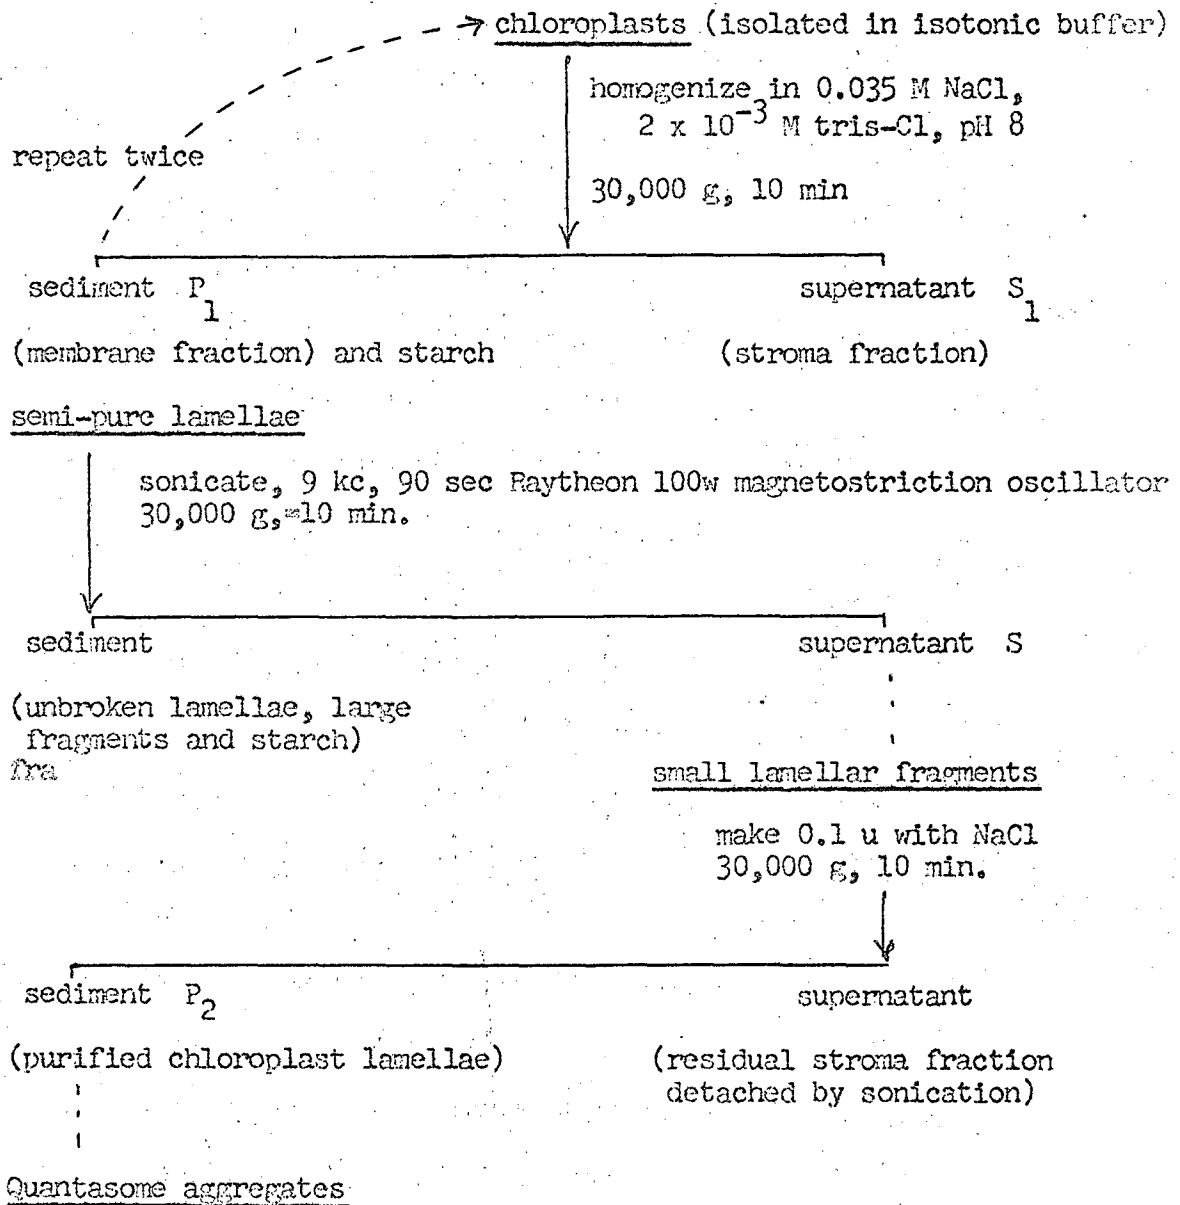 chloroplasts (isolated in isotonic buffer)
homogenize in 0.035 M NaCl,
2 x 10⁻³ M tris-Cl, pH 8
repeat twice
30,000 g, 10 min
sediment P₁
supernatant S₁
(membrane fraction) and starch
(stroma fraction)
semi-pure lamellae
sonicate, 9 kc, 90 sec Raytheon 100w magnetostriction oscillator
30,000 g,=10 min.
sediment
supernatant S
(unbroken lamellae, large
fragments and starch)
fra
small lamellar fragments
make 0.1 u with NaCl
30,000 g, 10 min.
sediment P₂
supernatant
(purified chloroplast lamellae)
(residual stroma fraction
detached by sonication)
Quantasome aggregates